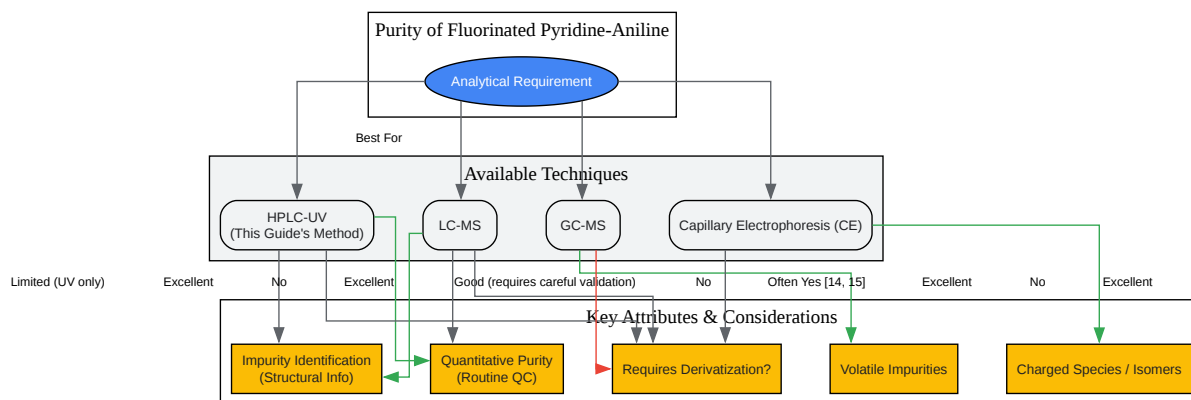 Purity of Fluorinated Pyridine-Aniline
Analytical Requirement
Best For
Available Techniques
HPLC-UV
(This Guide's Method)
LC-MS
GC-MS
Capillary Electrophoresis (CE)
Limited (UV only)
Excellent
No
Excellent
Good (requires careful validation)
No
Often Yes [14, 15]
Excellent
No
Excellent
Key Attributes & Considerations
Impurity Identification
(Structural Info)
Quantitative Purity
(Routine QC)
Requires Derivatization?
Volatile Impurities
Charged Species / Isomers